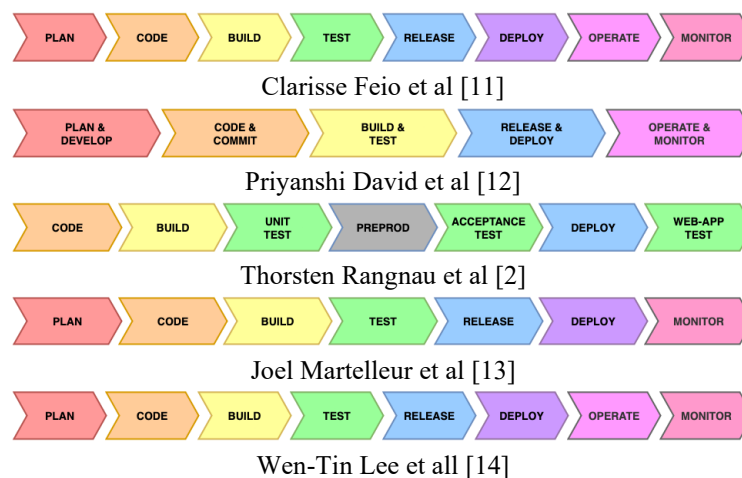 PLAN CODE BUILD TEST RELEASE DEPLOY OPERATE MONITOR
Clarisse Feio et al [11]
PLAN & DEVELOP CODE & COMMIT BUILD & TEST RELEASE & DEPLOY OPERATE & MONITOR
Priyanshi David et al [12]
CODE BUILD UNIT TEST PREPROD ACCEPTANCE TEST DEPLOY WEB-APP TEST
Thorsten Rangnau et al [2]
PLAN CODE BUILD TEST RELEASE DEPLOY MONITOR
Joel Martelleur et al [13]
PLAN CODE BUILD TEST RELEASE DEPLOY OPERATE MONITOR
Wen-Tin Lee et all [14]